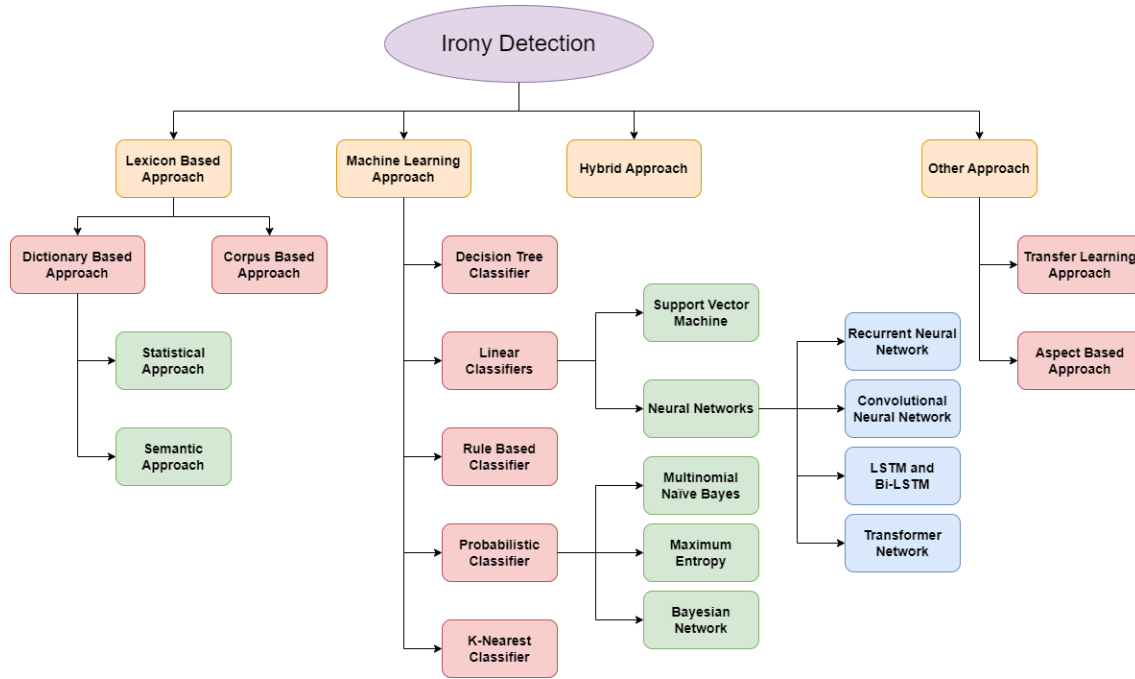 Irony Detection
Lexicon Based
Approach
Machine Learning
Approach
Hybrid Approach
Other Approach
Dictionary Based
Approach
Corpus Based
Approach
Statistical
Approach
Semantic
Approach
Decision Tree
Classifier
Linear
Classifiers
Rule Based
Classifier
Probabilistic
Classifier
K-Nearest
Classifier
Support Vector
Machine
Neural Networks
Multinomial
Naïve Bayes
Maximum
Entropy
Bayesian
Network
Recurrent Neural
Network
Convolutional
Neural Network
LSTM and
Bi-LSTM
Transformer
Network
Transfer Learning
Approach
Aspect Based
Approach